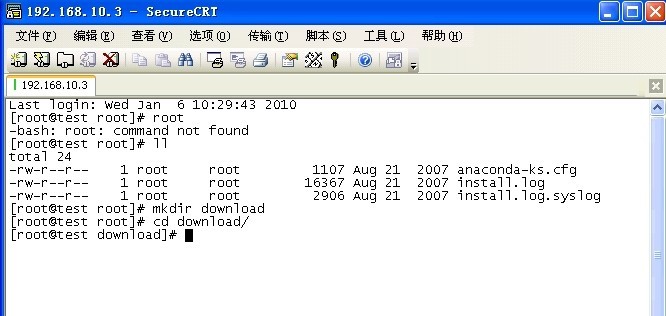 192.168.10.3 - SecureCRT
文件(F) 编辑(E) 查看(V) 选项(O) 传输(T) 脚本(S) 工具(L) 帮助(H)
192.168.10.3
Last login: Wed Jan  6 10:29:43 2010
[root@test root]# root
-bash: root: command not found
[root@test root]# ll
total 24
-rw-r--r--    1 root     root         1107 Aug 21  2007 anaconda-ks.cfg
-rw-r--r--    1 root     root        16367 Aug 21  2007 install.log
-rw-r--r--    1 root     root         2906 Aug 21  2007 install.log.syslog
[root@test root]# mkdir download
[root@test root]# cd download/
[root@test download]#